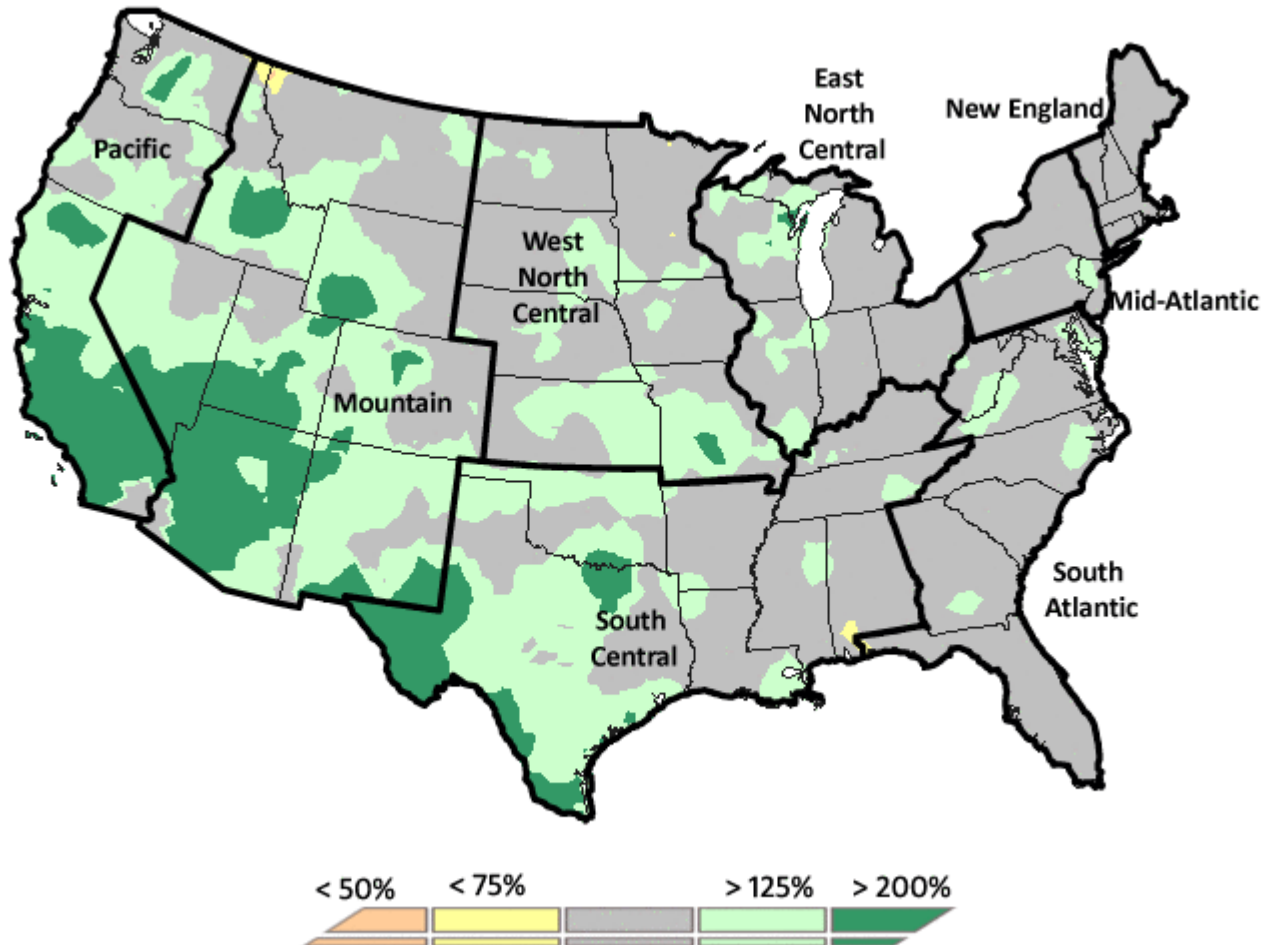 East
North
Central
New England
Pacific
West
North
Central
Mid-Atlantic
Mountain
South
Atlantic
South
Central
< 50%
< 75%
> 125%
> 200%